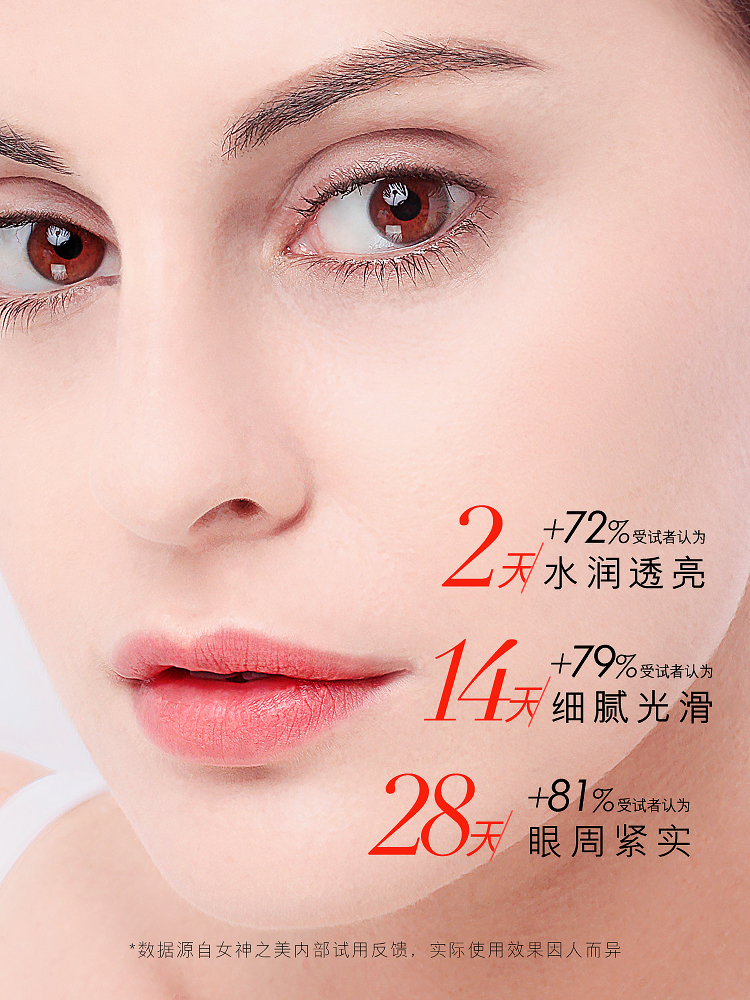 2天 +72%受试者认为
水润透亮
14天 +79%受试者认为
细腻光滑
28天 +81%受试者认为
眼周紧实
*数据源自女神之美内部试用反馈，实际使用效果因人而异